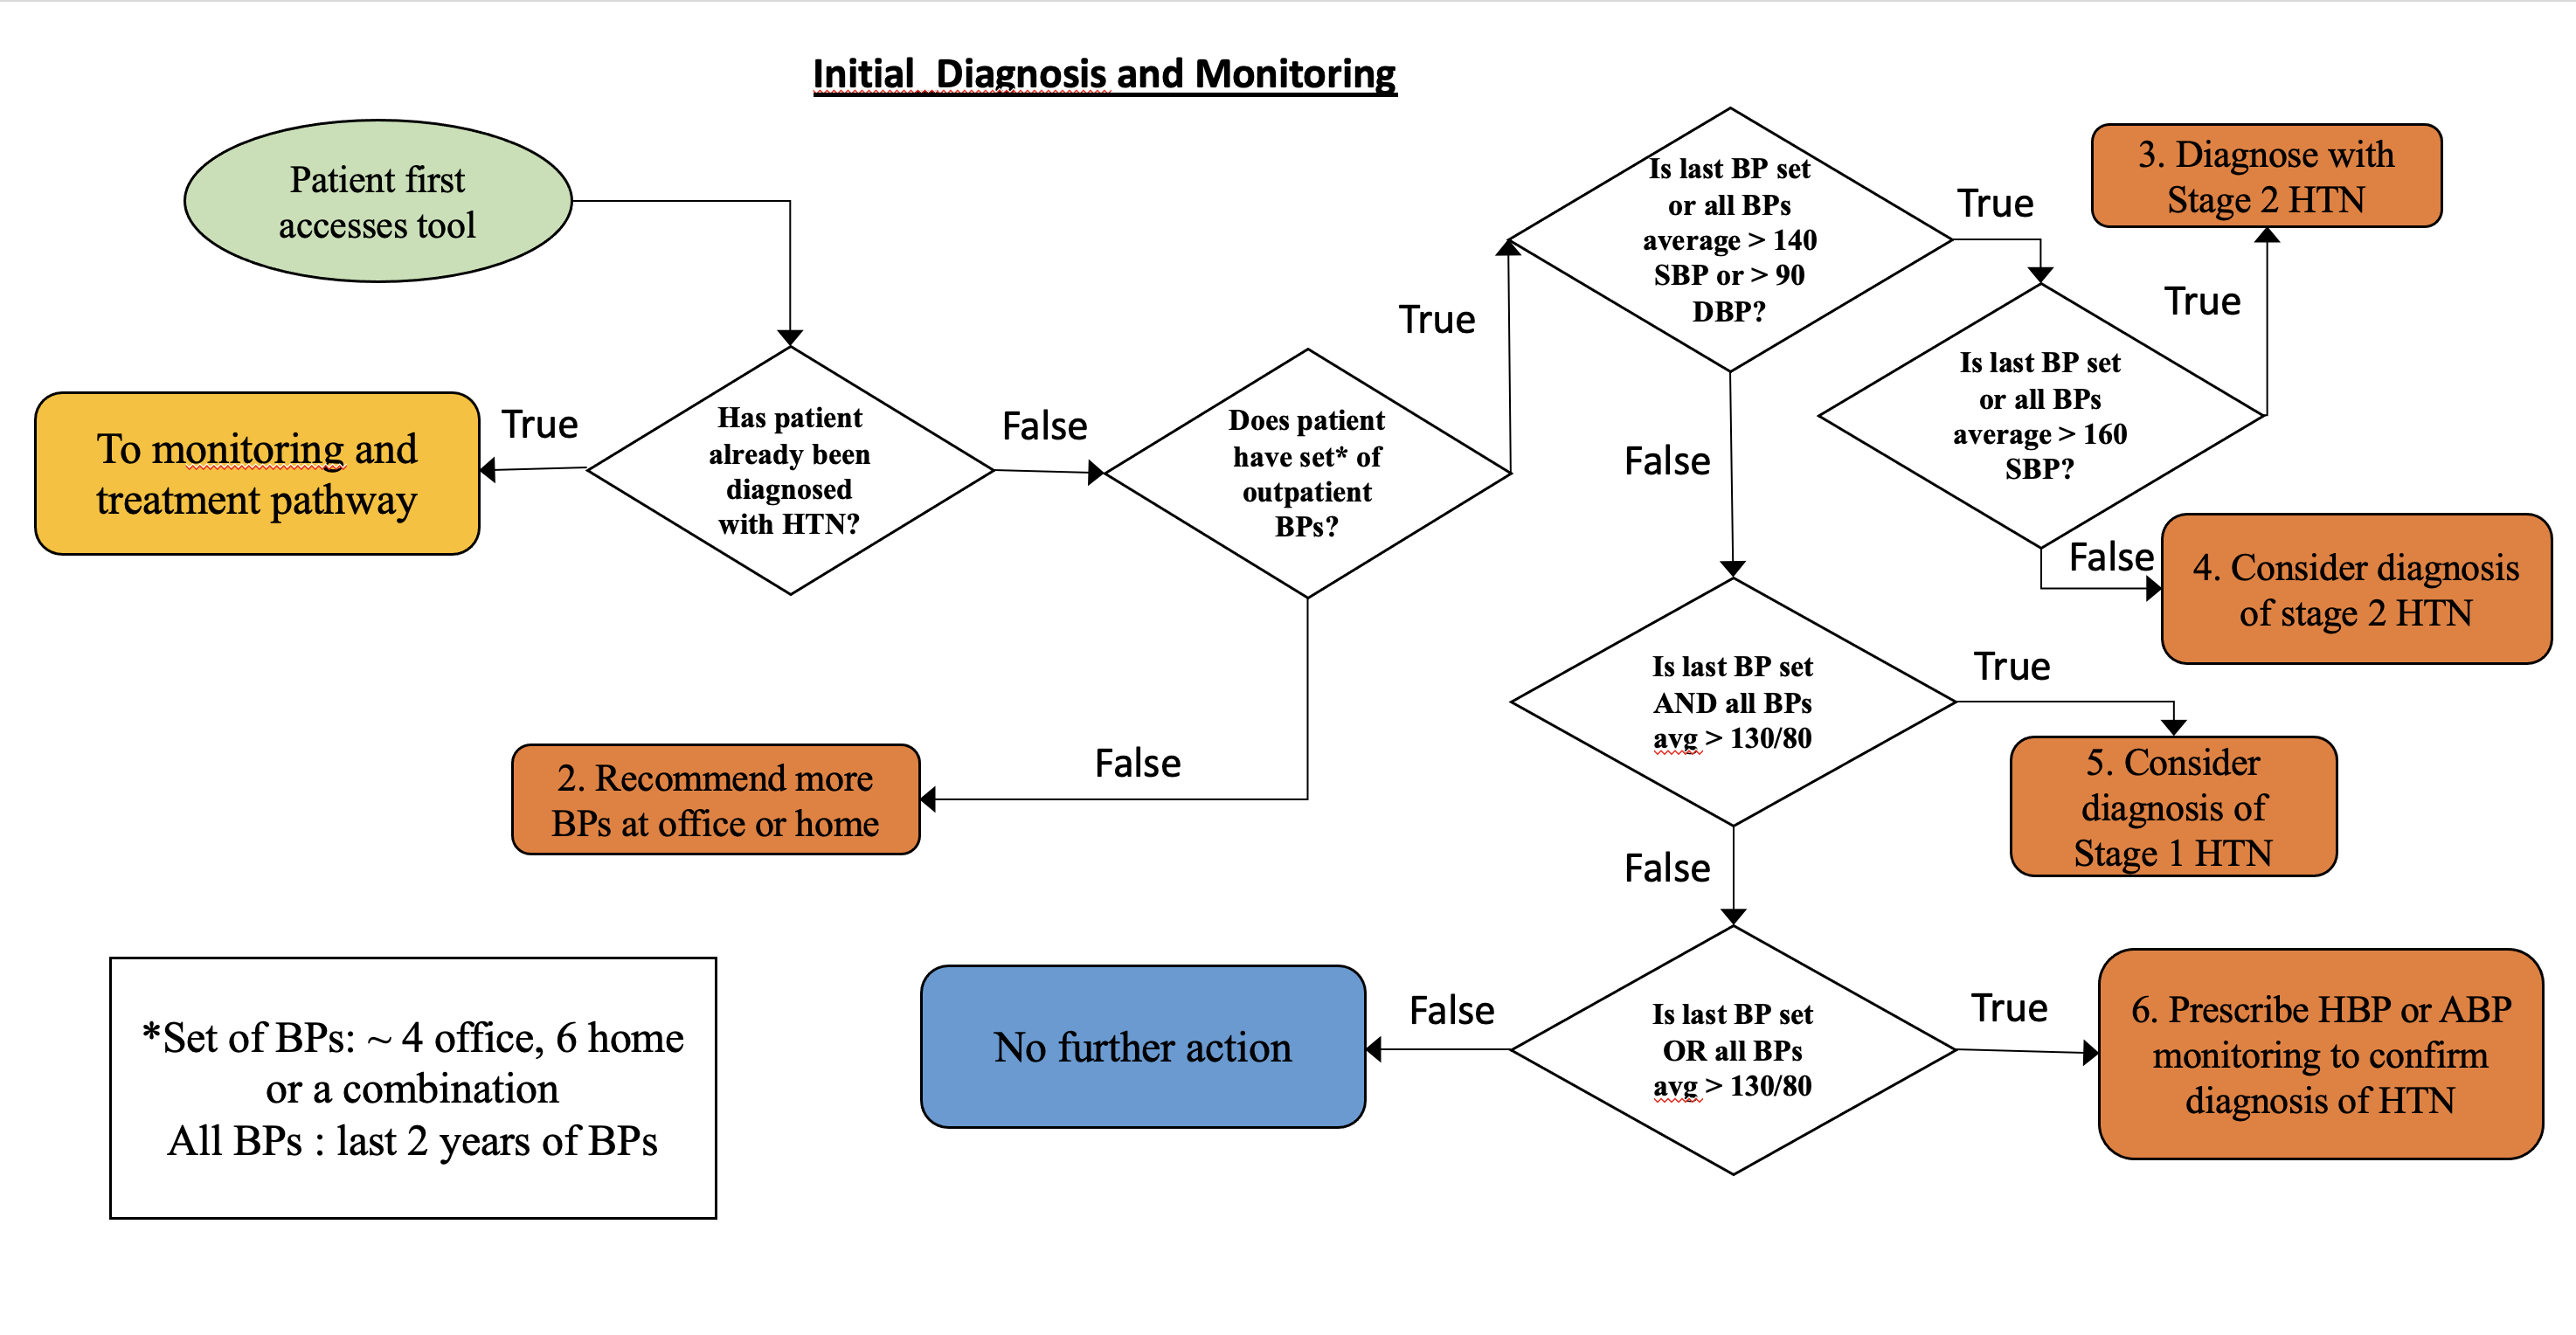 Initial  Diagnosis and Monitoring
Patient first
accesses tool
Has patient
already been
diagnosed
with HTN?
True
To monitoring and
treatment pathway
False
Does patient
have set* of
outpatient
BPs?
False
2. Recommend more
BPs at office or home
True
Is last BP set
or all BPs
average > 140
SBP or > 90
DBP?
True
Is last BP set
or all BPs
average > 160
SBP?
True
3. Diagnose with
Stage 2 HTN
False
4. Consider diagnosis
of stage 2 HTN
False
Is last BP set
AND all BPs
avg > 130/80
True
5. Consider
diagnosis of
Stage 1 HTN
False
Is last BP set
OR all BPs
avg > 130/80
True
6. Prescribe HBP or ABP
monitoring to confirm
diagnosis of HTN
False
No further action
*Set of BPs: ~ 4 office, 6 home
or a combination
All BPs : last 2 years of BPs